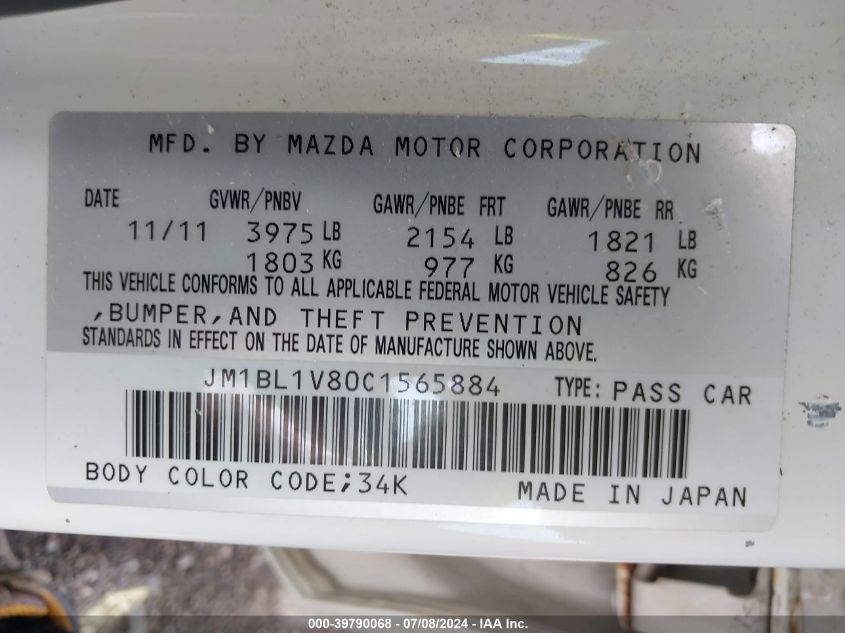 MFD. BY MAZDA MOTOR CORPORATION
DATE GVWR/PNBV GAWR/PNBE FRT GAWR/PNBE RR
11/11 3975 LB 2154 LB 1821 LB
1803 KG 977 KG 826 KG
THIS VEHICLE CONFORMS TO ALL APPLICABLE FEDERAL MOTOR VEHICLE SAFETY
,BUMPER,AND THEFT PREVENTION
STANDARDS IN EFFECT ON THE DATE OF MANUFACTURE SHOWN ABOVE.
JM1BL1V80C1565884 TYPE: PASS CAR
BODY COLOR CODE;34K MADE IN JAPAN
000-39790068 - 07/08/2024 - IAA Inc.